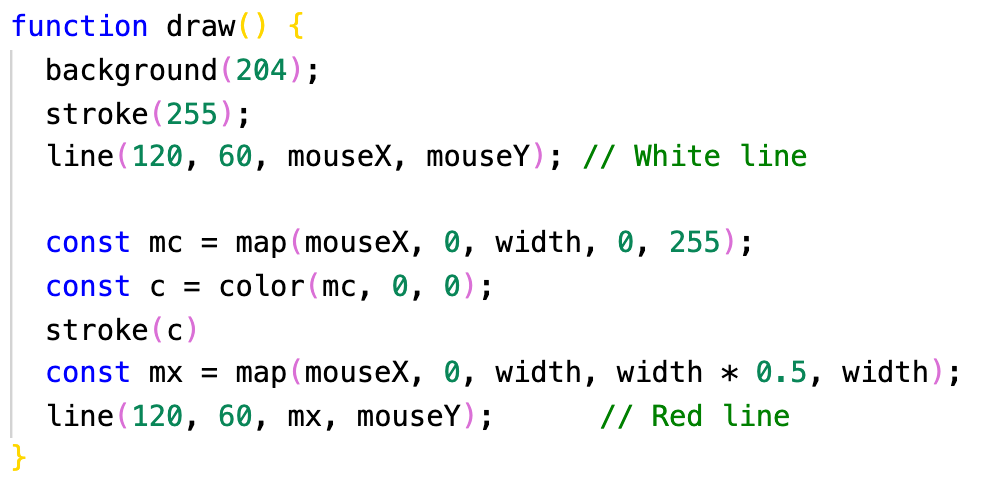 function draw() {
  background(204);
  stroke(255);
  line(120, 60, mouseX, mouseY); // White line

  const mc = map(mouseX, 0, width, 0, 255);
  const c = color(mc, 0, 0);
  stroke(c)
  const mx = map(mouseX, 0, width, width * 0.5, width);
  line(120, 60, mx, mouseY);      // Red line
}